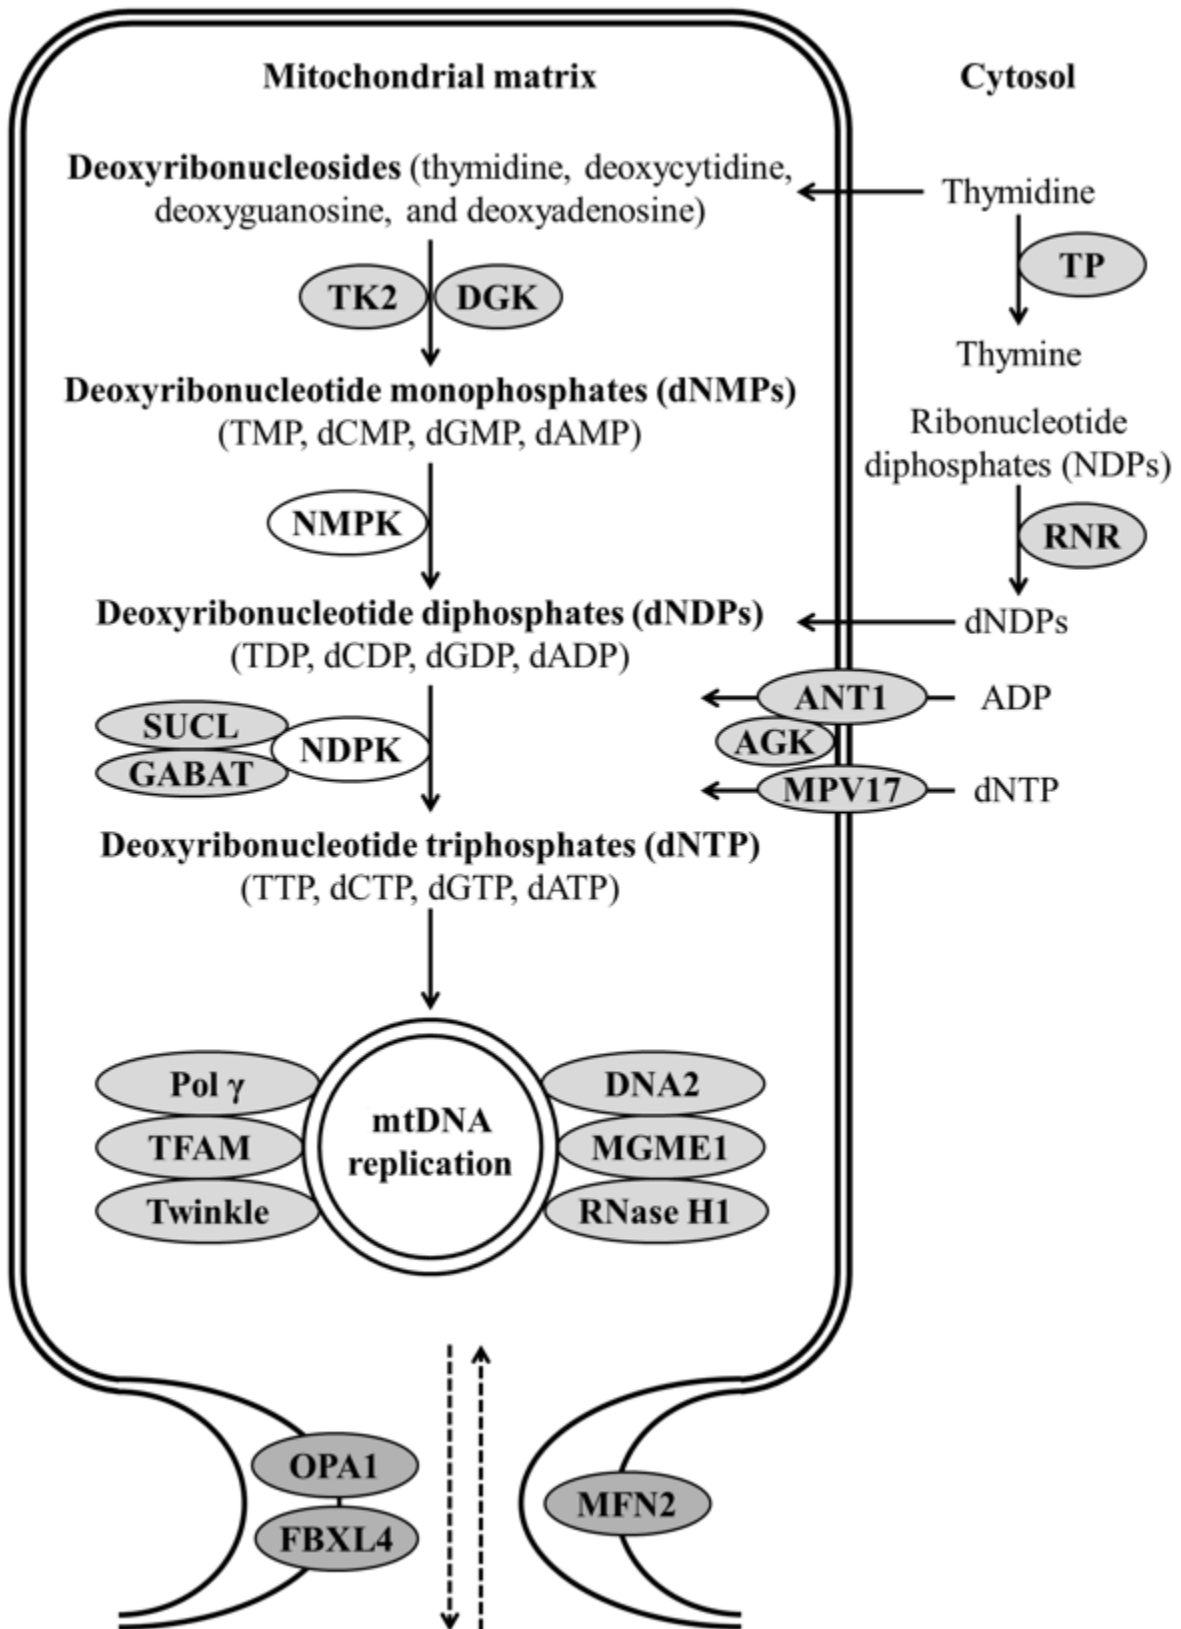 Mitochondrial matrix
Cytosol
Deoxyribonucleosides (thymidine, deoxycytidine,
deoxyguanosine, and deoxyadenosine)
Thymidine
TP
TK2
DGK
Thymine
Deoxyribonucleotide monophosphates (dNMPs)
(TMP, dCMP, dGMP, dAMP)
Ribonucleotide
diphosphates (NDPs)
NMPK
RNR
Deoxyribonucleotide diphosphates (dNDPs)
(TDP, dCDP, dGDP, dADP)
dNDPs
ANT1
ADP
SUCL
GABAT
NDPK
AGK
MPV17
dNTP
Deoxyribonucleotide triphosphates (dNTP)
(TTP, dCTP, dGTP, dATP)
Pol γ
TFAM
Twinkle
mtDNA
replication
DNA2
MGME1
RNase H1
OPA1
FBXL4
MFN2